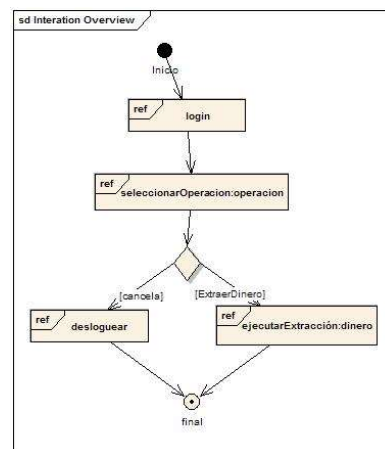 sd Interation Overview
Inicio
ref
login
ref
seleccionarOperacion:operacion
[cancela]
[ExtraerDinero]
ref
desloguear
ref
ejecutarExtracción:dinero
final